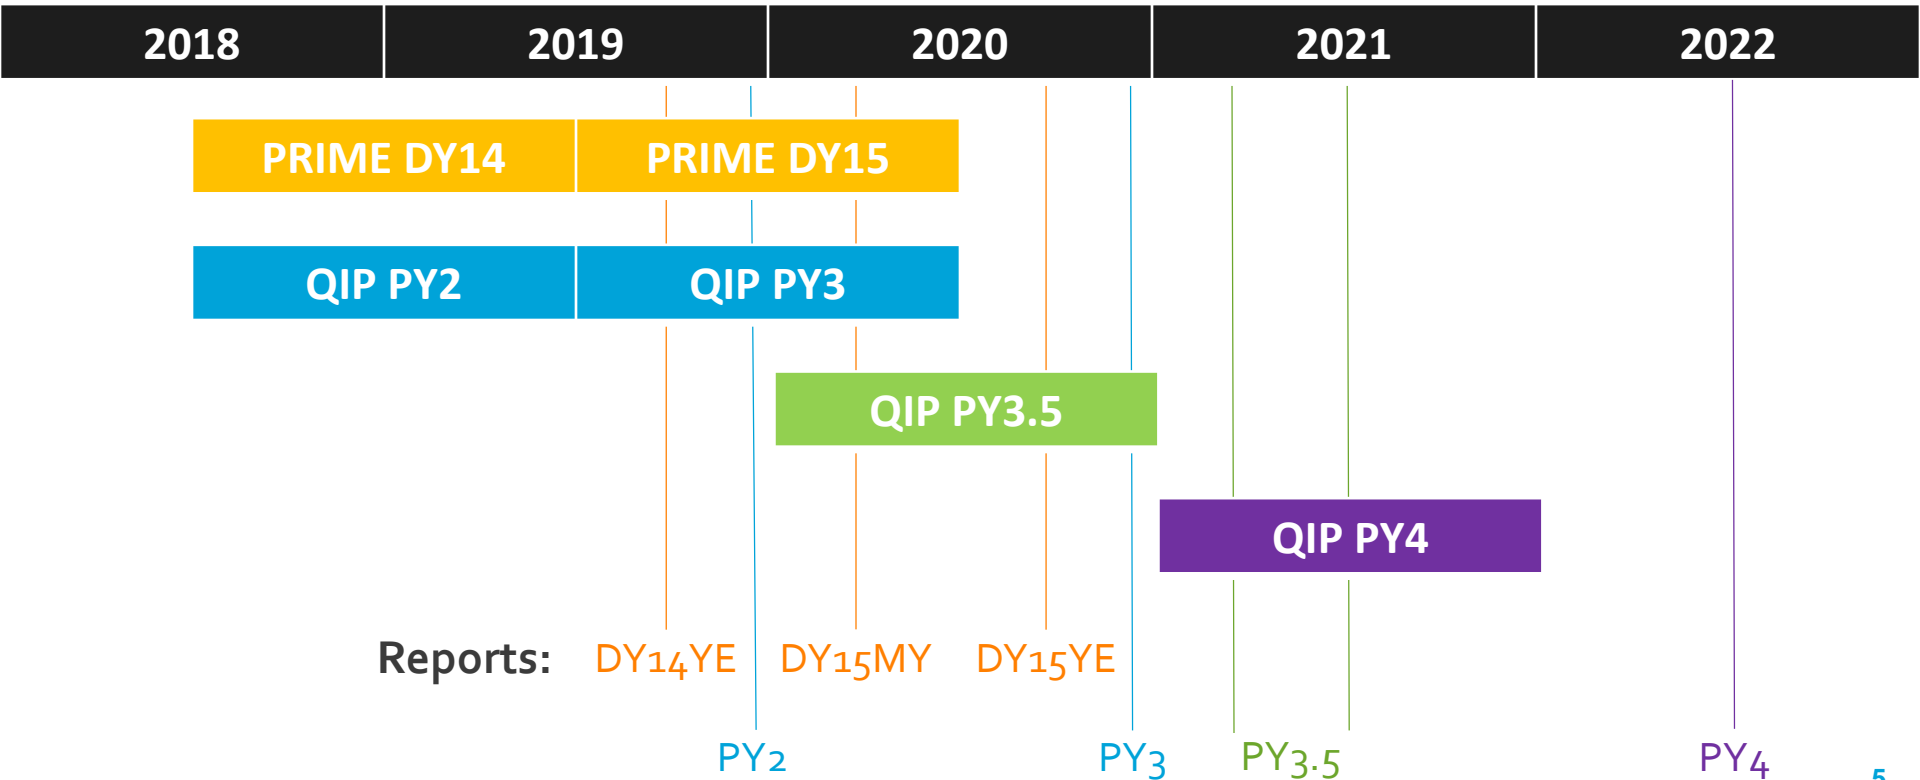 2018 2019 2020 2021 2022
PRIME DY14 PRIME DY15
QIP PY2 QIP PY3
QIP PY3.5
QIP PY4
Reports: DY14YE DY15MY DY15YE
PY2 PY3 PY3.5 PY4
5